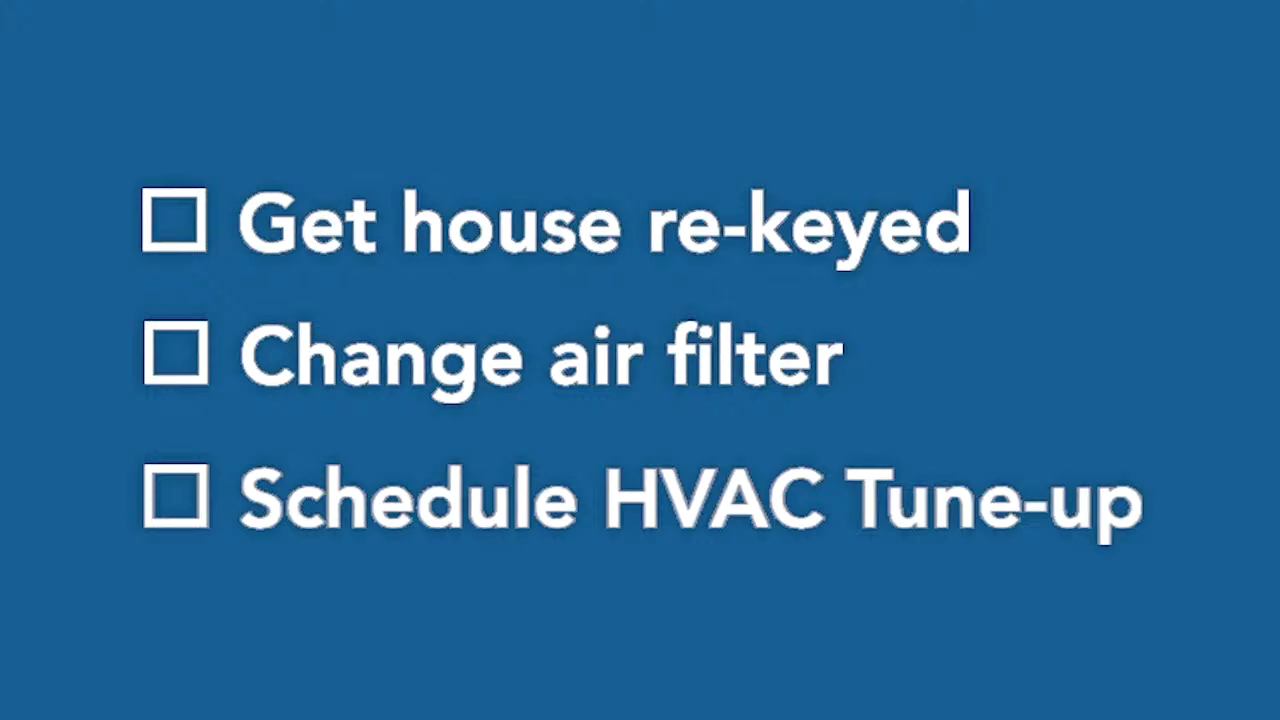 ☐ Get house re-keyed
☐ Change air filter
☐ Schedule HVAC Tune-up